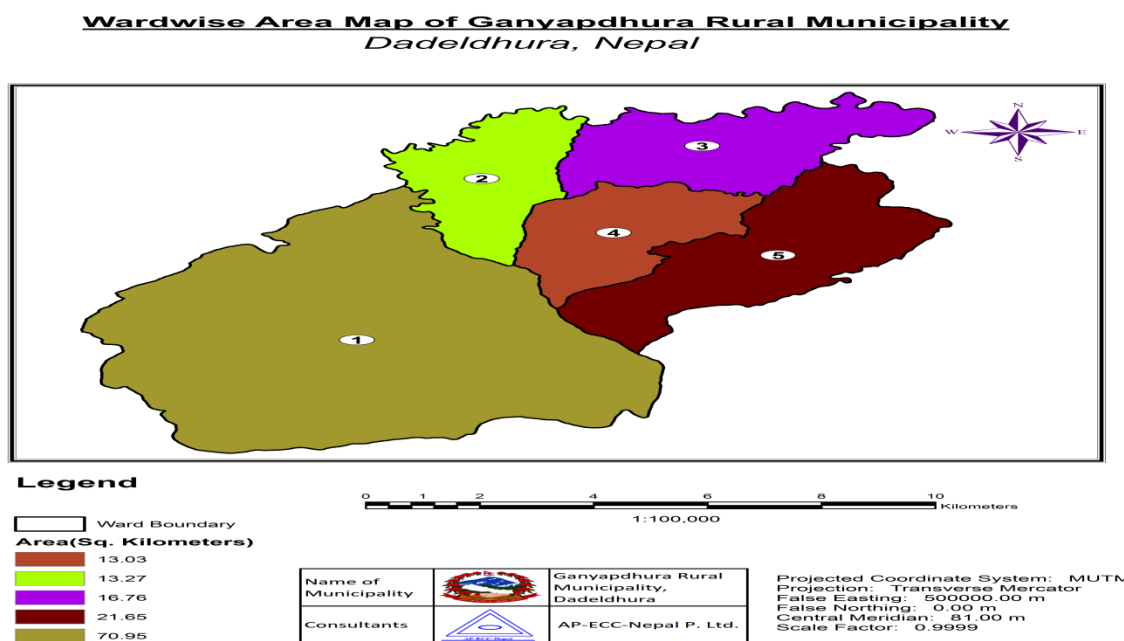 Wardwise Area Map of Ganyapdhura Rural Municipality
Dadeldhura, Nepal
N
W E
S
3
2
4
5
1
Legend
Ward Boundary
Area(Sq. Kilometers)
13.03
13.27
16.76
21.65
70.95
0 1 2 4 6 8 10
Kilometers
1:100,000
Name of
Municipality
Ganyapdhura Rural
Municipality,
Dadeldhura
Consultants
AP-ECC-Nepal
AP-ECC-Nepal P. Ltd.
Projected Coordinate System: MUTM
Projection: Transverse Mercator
False Easting: 500000.00 m
False Northing: 0.00 m
Central Meridian: 81.00 m
Scale Factor: 0.9999